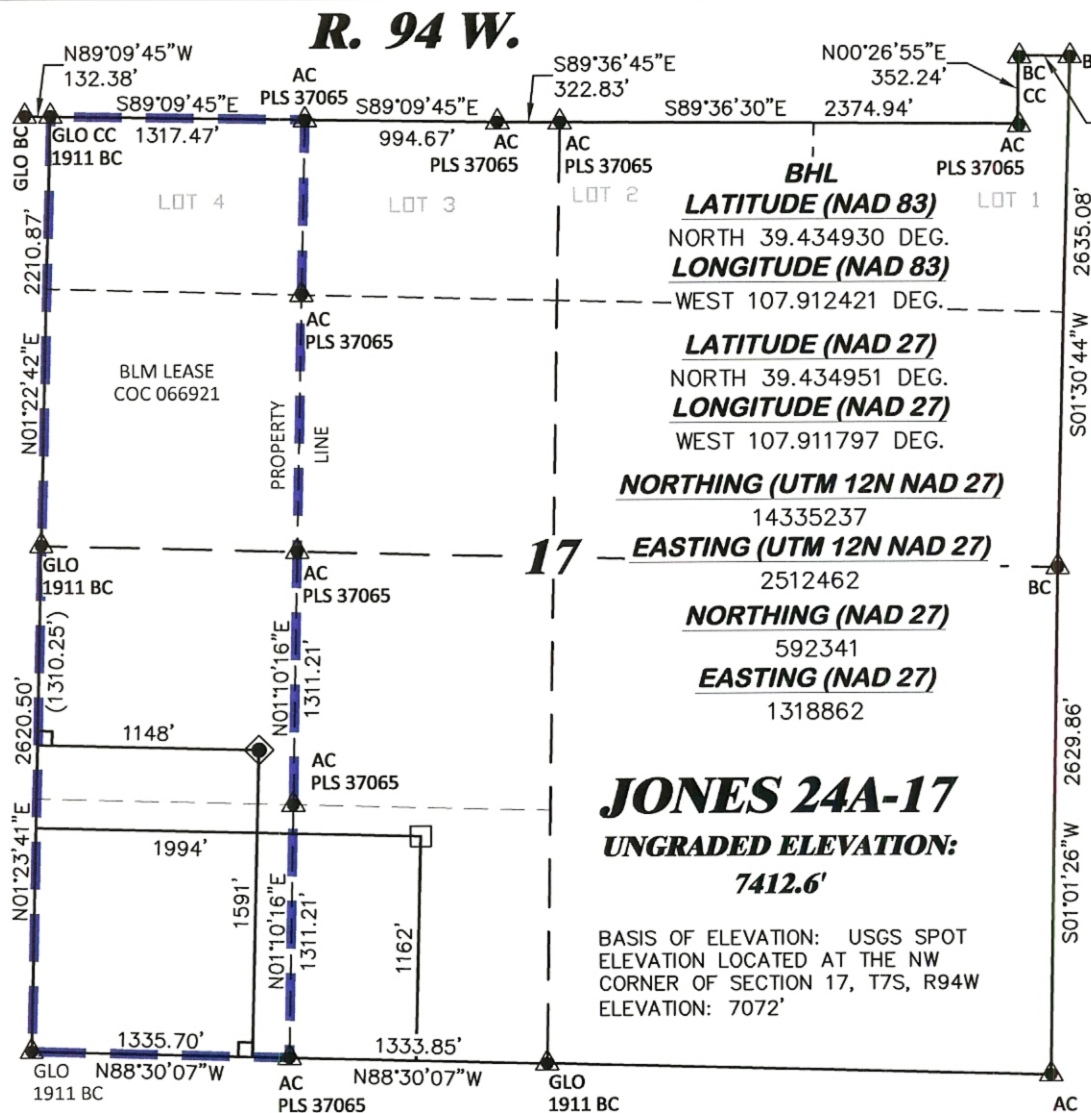 R. 94 W.
N89°09'45"W
132.38'
S89°09'45"E
1317.47'
AC
PLS 37065
S89°09'45"E
994.67'
S89°36'45"E
322.83'
S89°36'30"E
2374.94'
N00°26'55"E
352.24'
BC
CC
B
GLO BC
GLO CC
1911 BC
AC
PLS 37065
AC
PLS 37065
AC
PLS 37065
LOT 4
LOT 3
LOT 2
LOT 1
BHL
LATITUDE (NAD 83)
NORTH 39.434930 DEG.
LONGITUDE (NAD 83)
WEST 107.912421 DEG.
LATITUDE (NAD 27)
NORTH 39.434951 DEG.
LONGITUDE (NAD 27)
WEST 107.911797 DEG.
NORTHING (UTM 12N NAD 27)
14335237
EASTING (UTM 12N NAD 27)
2512462
NORTHING (NAD 27)
592341
EASTING (NAD 27)
1318862
2635.08'
S01°30'44"W
2210.87'
N01°22'42"E
AC
PLS 37065
BLM LEASE
COC 066921
PROPERTY
LINE
17
GLO
1911 BC
AC
PLS 37065
BC
N01°10'16"E
1311.21'
2620.50'
(1310.25')
N01°23'41"E
1148'
AC
PLS 37065
1994'
1591'
N01°10'16"E
1311.21'
1162'
2629.86'
S01°01'26"W
JONES 24A-17
UNGRADED ELEVATION:
7412.6'
BASIS OF ELEVATION: USGS SPOT
ELEVATION LOCATED AT THE NW
CORNER OF SECTION 17, T7S, R94W
ELEVATION: 7072'
1335.70'
N88°30'07"W
1333.85'
N88°30'07"W
GLO
1911 BC
AC
PLS 37065
GLO
1911 BC
AC